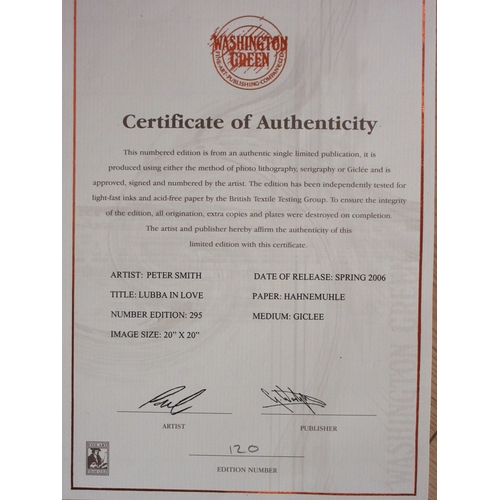 WASHINGTON
GREEN
FINE ART PUBLISHING COMPANY LTD
Certificate of Authenticity
This numbered edition is from an authentic single limited publication, it is
produced using either the method of photo lithography, serigraphy or Giclée and is
approved, signed and numbered by the artist. The edition has been independently tested for
light-fast inks and acid-free paper by the British Textile Testing Group. To ensure the integrity
of the edition, all origination, extra copies and plates were destroyed on completion.
The artist and publisher hereby affirm the authenticity of this
limited edition with this certificate.
ARTIST: PETER SMITH
DATE OF RELEASE: SPRING 2006
TITLE: LUBBA IN LOVE
PAPER: HAHNEMUHLE
NUMBER EDITION: 295
MEDIUM: GICLEE
IMAGE SIZE: 20” X 20”
ARTIST
PUBLISHER
120
EDITION NUMBER
WASHINGTON GREEN